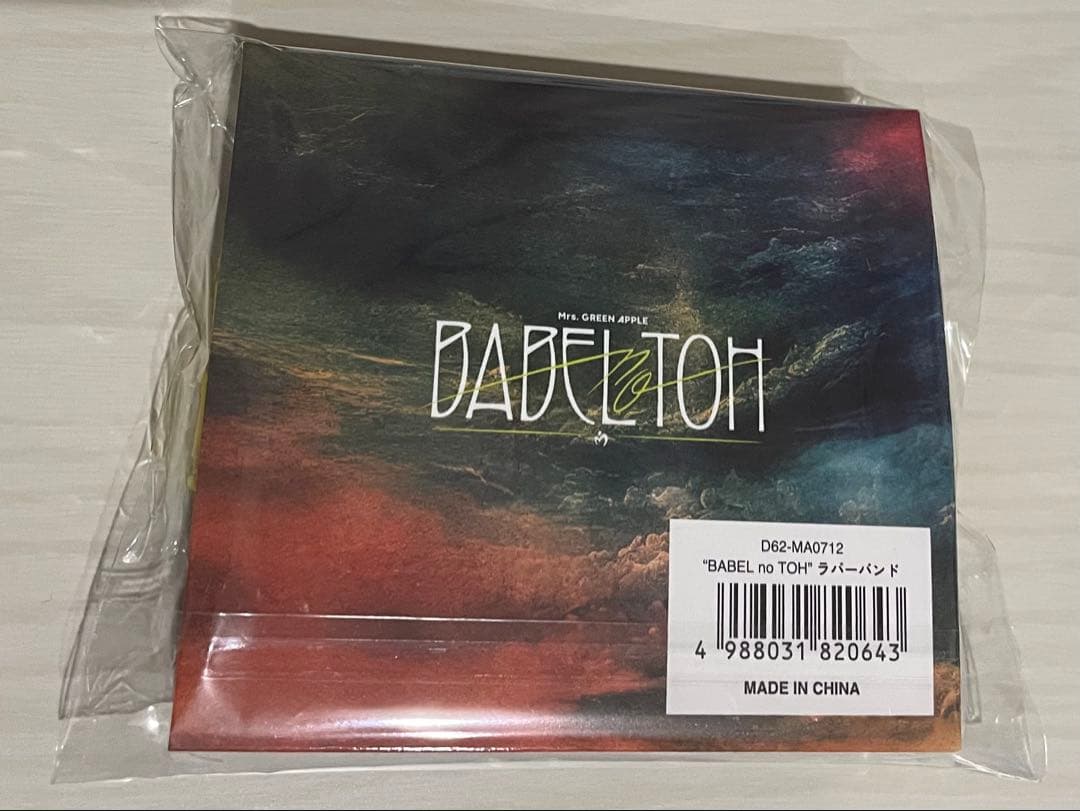 Mrs. GREEN APPLE
BABEL no TOH
D62-MA0712
“BABEL no TOH” ラバーバンド
4 988031 820643
MADE IN CHINA